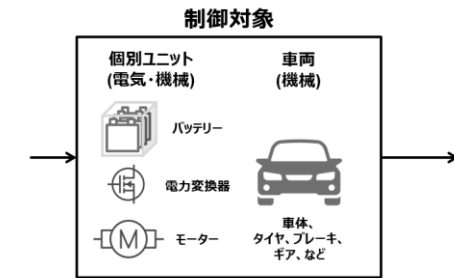 制御対象
個別ユニット
(電気・機械)
車両
(機械)
バッテリー
電力変換器
M
モーター
車体、
タイヤ、ブレーキ、
ギア、など